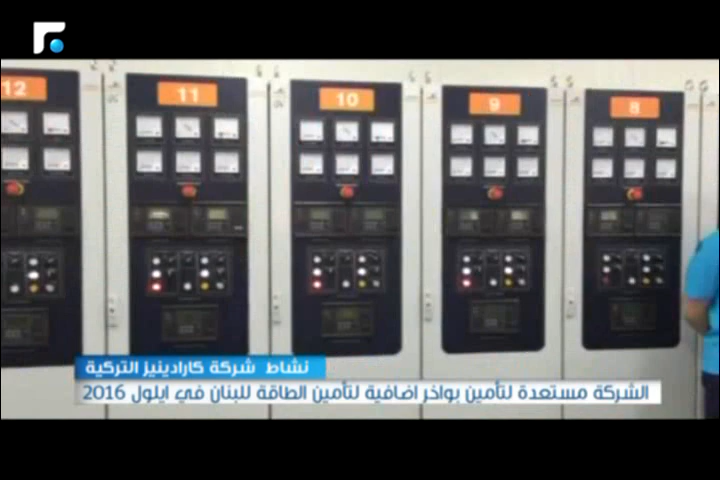 12 11 10 9 8
نشاط شركة كارادينيز التركية
الشركة مستعدة لتأمين بواخر اضافية لتأمين الطاقة للبنان في ايلول 2016